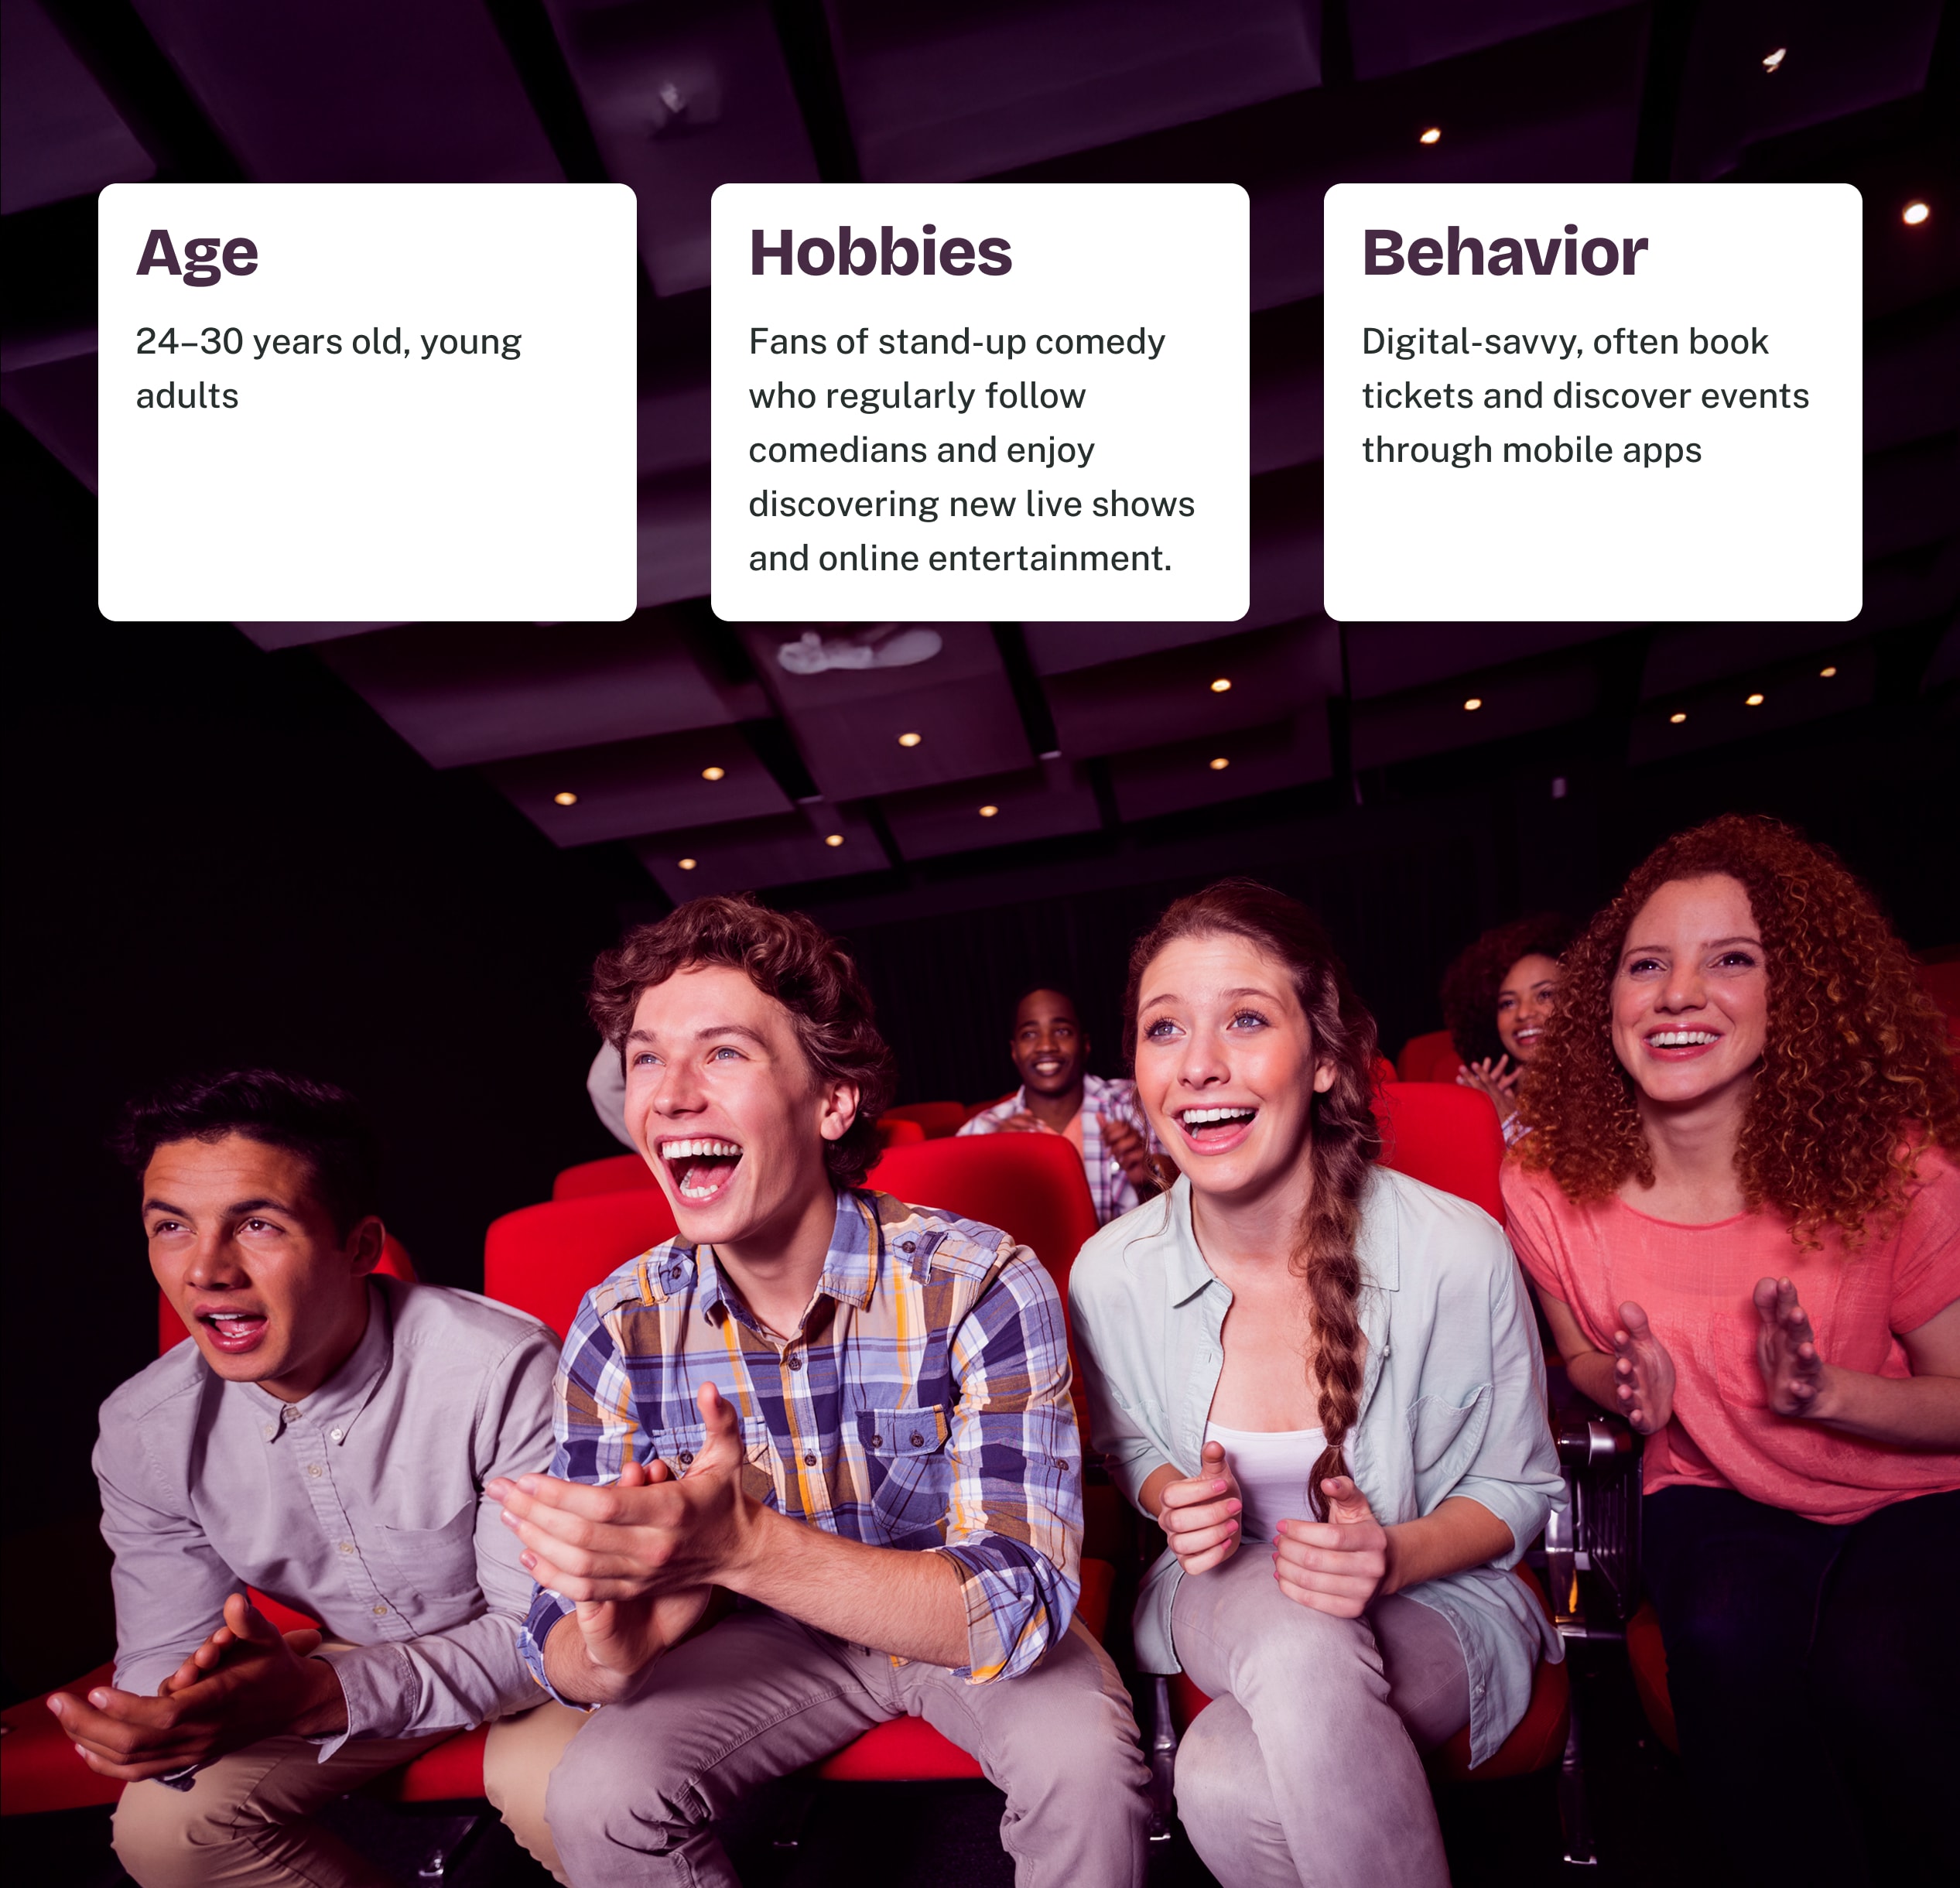 Age
24–30 years old, young
adults
Hobbies
Fans of stand-up comedy
who regularly follow
comedians and enjoy
discovering new live shows
and online entertainment.
Behavior
Digital-savvy, often book
tickets and discover events
through mobile apps